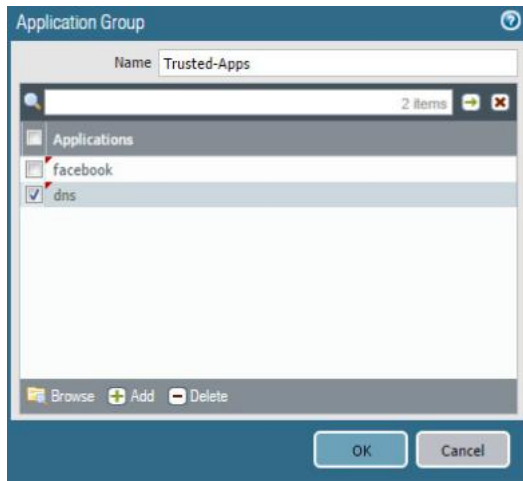 Application Group
Name Trusted-Apps
2 items
Applications
facebook
dns
Browse Add Delete
OK Cancel